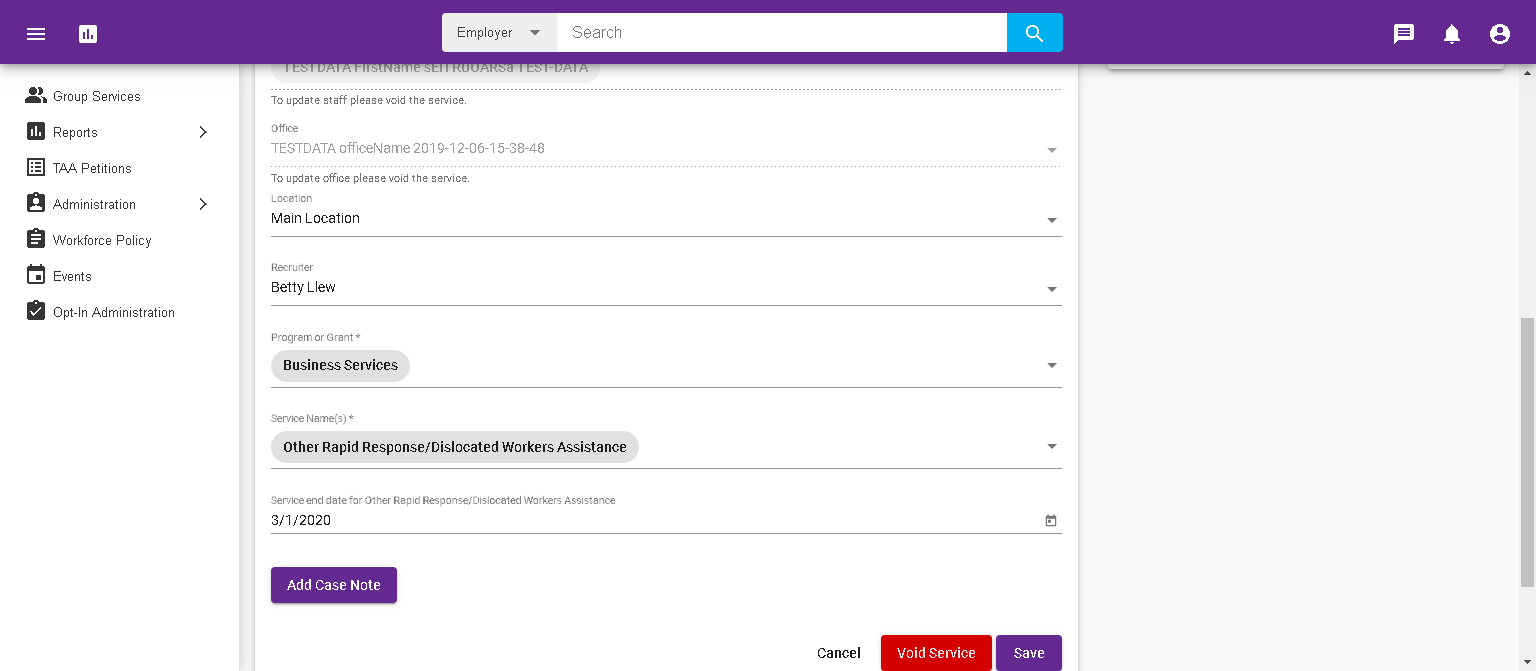 Employer
Search
Group Services
Reports
TAA Petitions
Administration
Workforce Policy
Events
Opt-In Administration
TESTDATA FirstName TEST-DATA
To update staff please void the service.
Office
TESTDATA officeName 2019-12-06-15-38-48
To update office please void the service.
Location
Main Location
Recruiter
Betty Llew
Program or Grant *
Business Services
Service Name(s) *
Other Rapid Response/Dislocated Workers Assistance
Service end date for Other Rapid Response/Dislocated Workers Assistance
3/1/2020
Add Case Note
Cancel
Void Service
Save